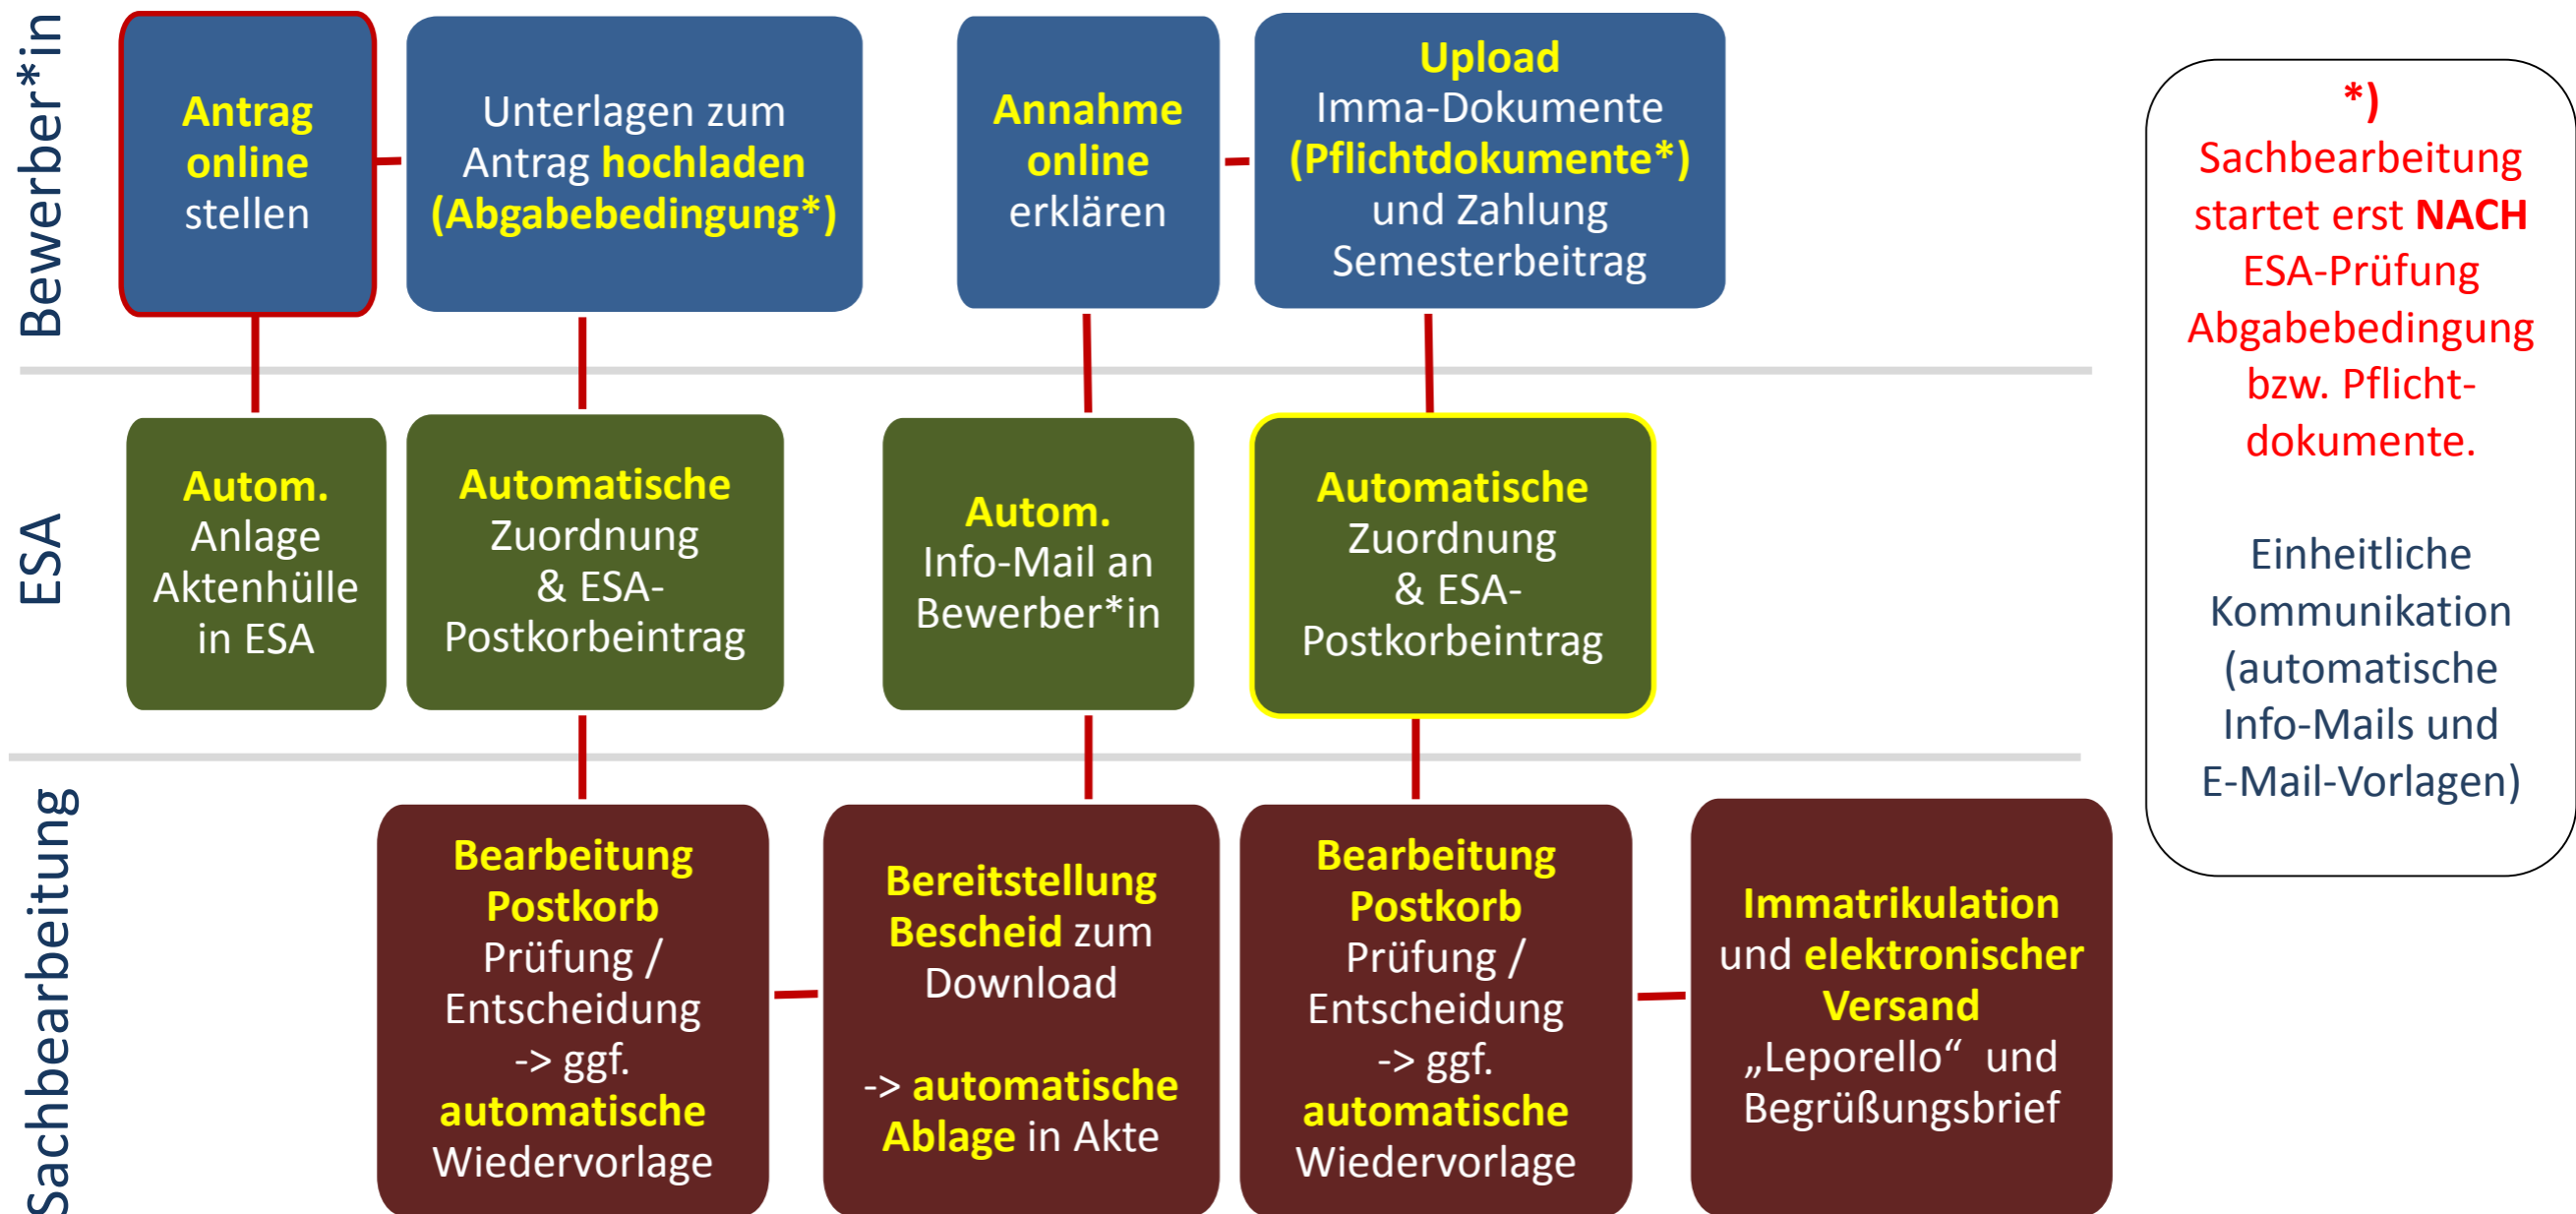 Bewerber*in
Antrag
online
stellen
Unterlagen zum
Antrag hochladen
(Abgabebedingung*)
Annahme
online
erklären
Upload
Imma-Dokumente
(Pflichtdokumente*)
und Zahlung
Semesterbeitrag
ESA
Autom.
Anlage
Aktenhülle
in ESA
Automatische
Zuordnung
& ESA-
Postkorbeintrag
Autom.
Info-Mail an
Bewerber*in
Automatische
Zuordnung
& ESA-
Postkorbeintrag
Sachbearbeitung
Bearbeitung
Postkorb
Prüfung /
Entscheidung
-> ggf.
automatische
Wiedervorlage
Bereitstellung
Bescheid zum
Download
-> automatische
Ablage in Akte
Bearbeitung
Postkorb
Prüfung /
Entscheidung
-> ggf.
automatische
Wiedervorlage
Immatrikulation
und elektronischer
Versand
„Leporello“ und
Begrüßungsbrief
*)
Sachbearbeitung
startet erst NACH
ESA-Prüfung
Abgabebedingung
bzw. Pflicht-
dokumente.
Einheitliche
Kommunikation
(automatische
Info-Mails und
E-Mail-Vorlagen)